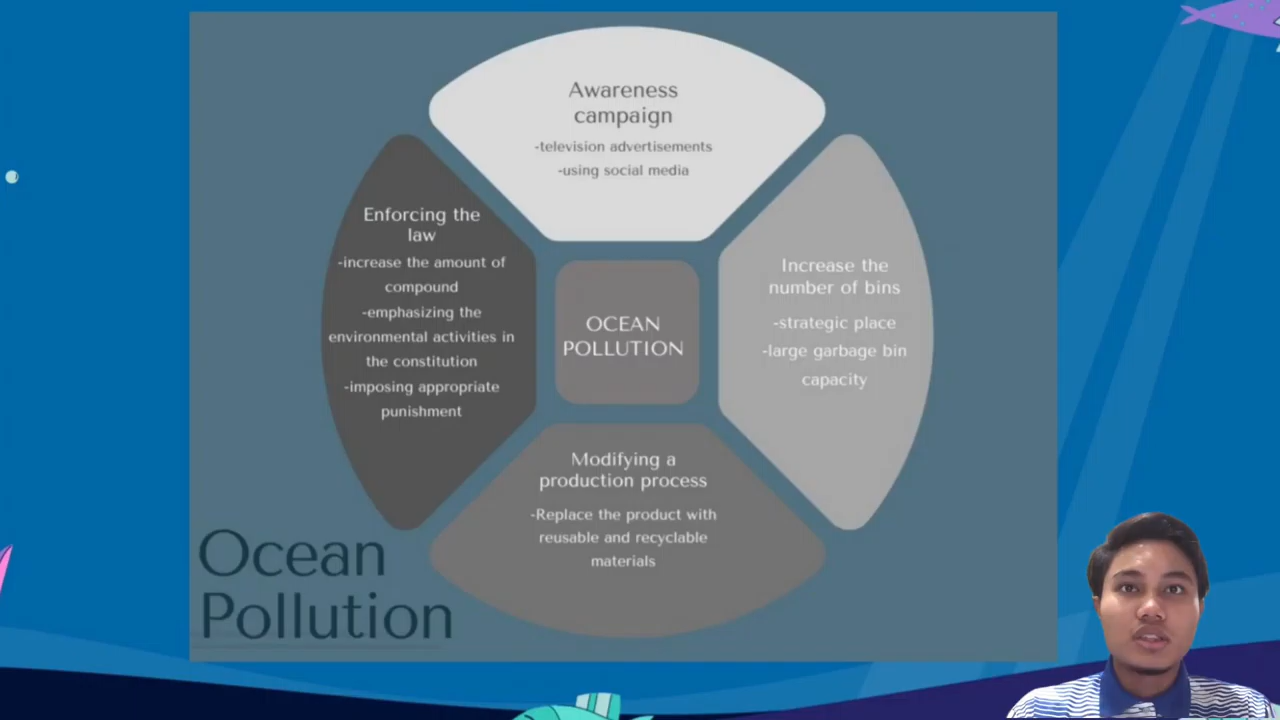 Awareness
campaign
-television advertisements
-using social media
Enforcing the
law
-increase the amount of
compound
-emphasizing the
environmental activities in
the constitution
-imposing appropriate
punishment
OCEAN
POLLUTION
Increase the
number of bins
-strategic place
-large garbage bin
capacity
Modifying a
production process
-Replace the product with
reusable and recyclable
materials
Ocean
Pollution